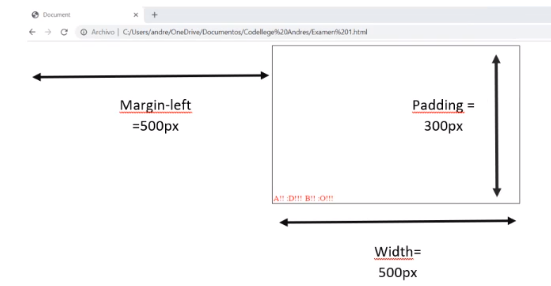 Document
Archivo | C:/Users/andre/OneDrive/Documentos/Codellege%20Andres/Examen%201.html
Margin-left
=500px
Padding =
300px
A!! :D!!! B!! :O!!!
Width=
500px